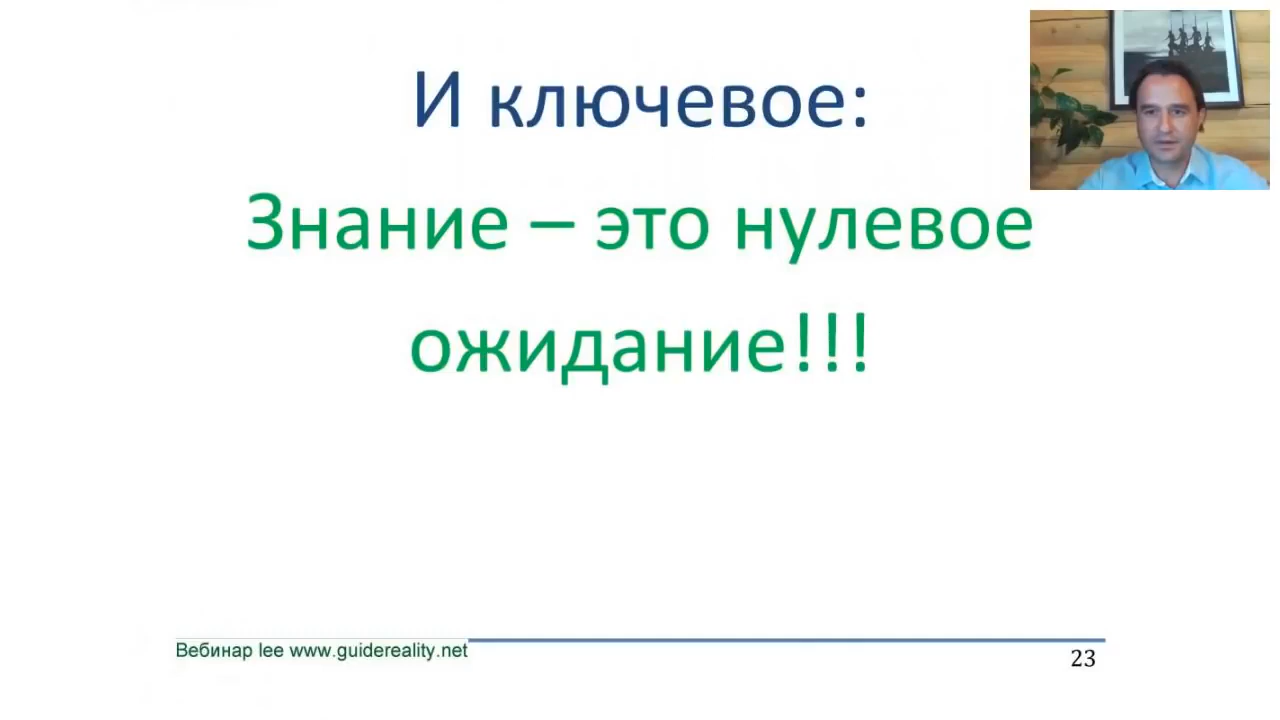 И ключевое:
Знание – это нулевое
ожидание!!!
Вебинар lee www.guidereality.net
23